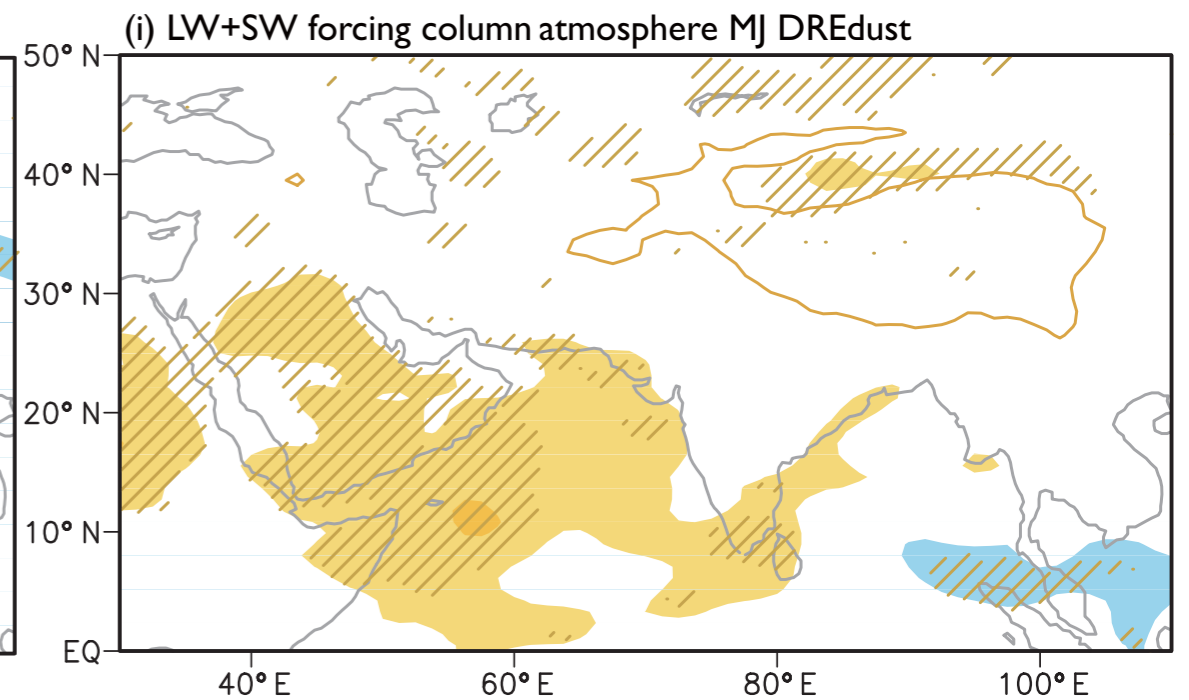 (i) LW+SW forcing column atmosphere MJ DREdust
50° N
40° N
30° N
20° N
10° N
EQ
40° E 60° E 80° E 100° E